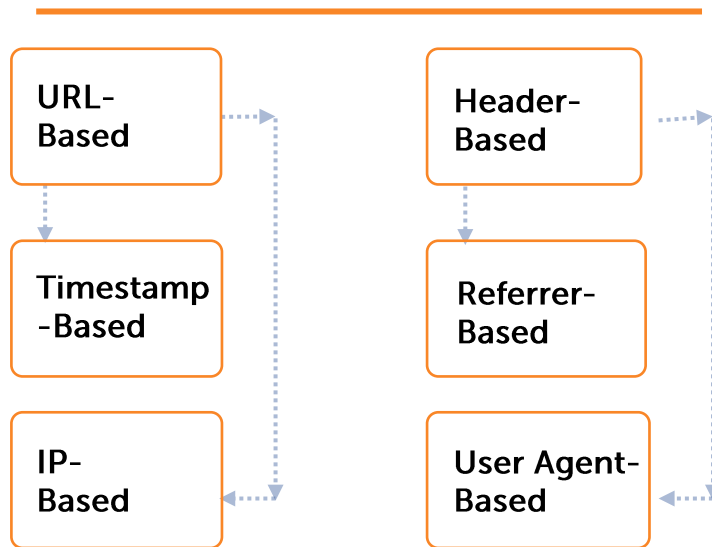 URL-
Based
Header-
Based
Timestamp
-Based
Referrer-
Based
IP-
Based
User Agent-
Based